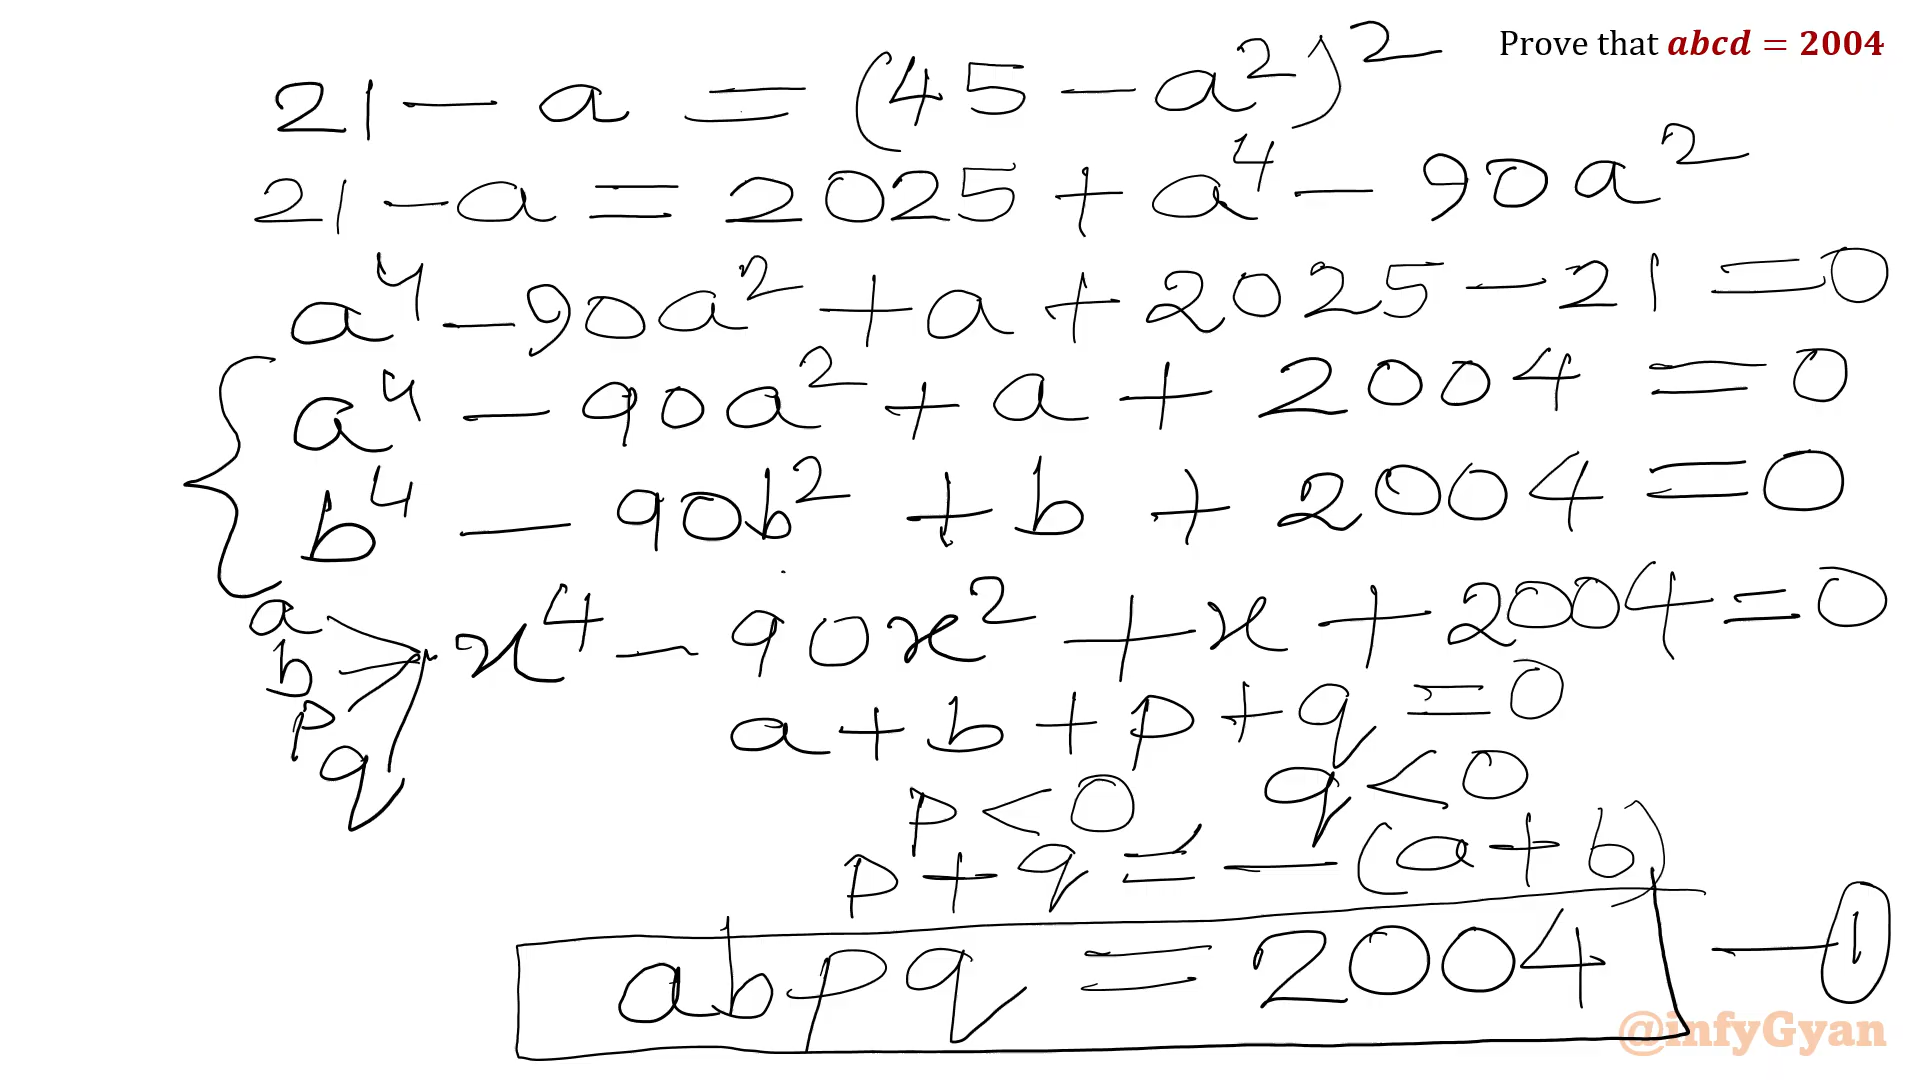 Prove that abcd = 2004
21 - a = (45 - a²)²
21 - a = 2025 + a⁴ - 90a²
a⁴ - 90a² + a + 2025 - 21 = 0
a⁴ - 90a² + a + 2004 = 0
b⁴ - 90b² + b + 2004 = 0
a
b
p
q
x⁴ - 90x² + x + 2004 = 0
a + b + p + q = 0
p < 0 q < 0
p + q = - (a + b)
abpq = 2004 - 1
@infyGyan